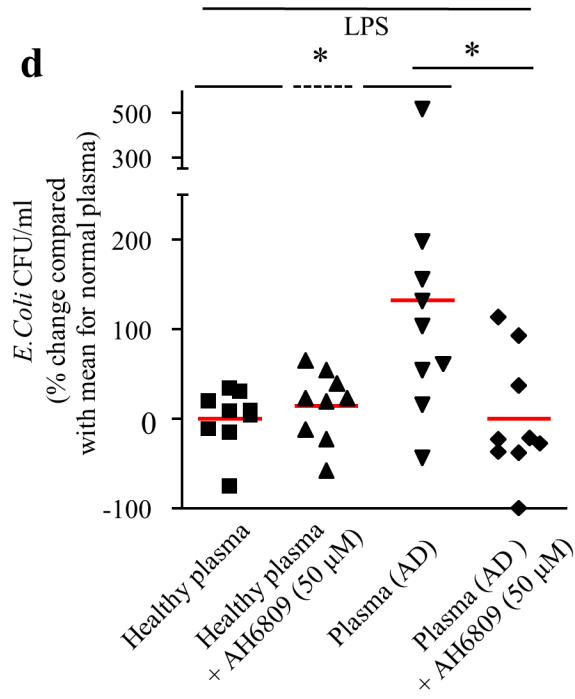 LPS
d
*
*
500
300
200
100
0
-100
E.Coli CFU/ml
(% change compared
with mean for normal plasma)
Healthy plasma
Healthy plasma
+ AH6809 (50 µM)
Plasma (AD)
Plasma (AD )
+ AH6809 (50 µM)